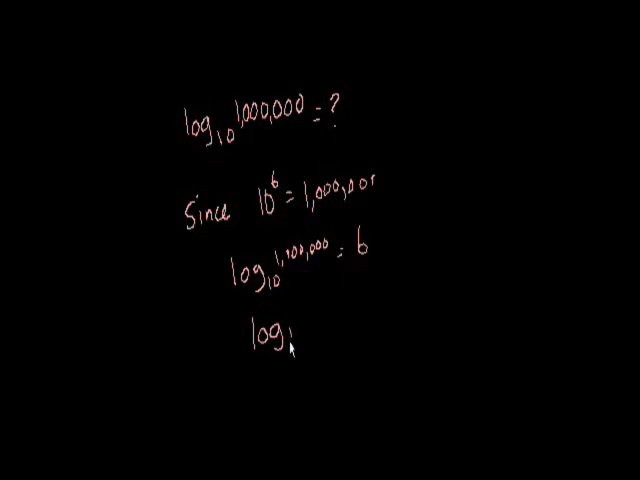 log10 1,000,000 = ?
Since 10^6 = 1,000,000
log10 1,000,000 = 6
log